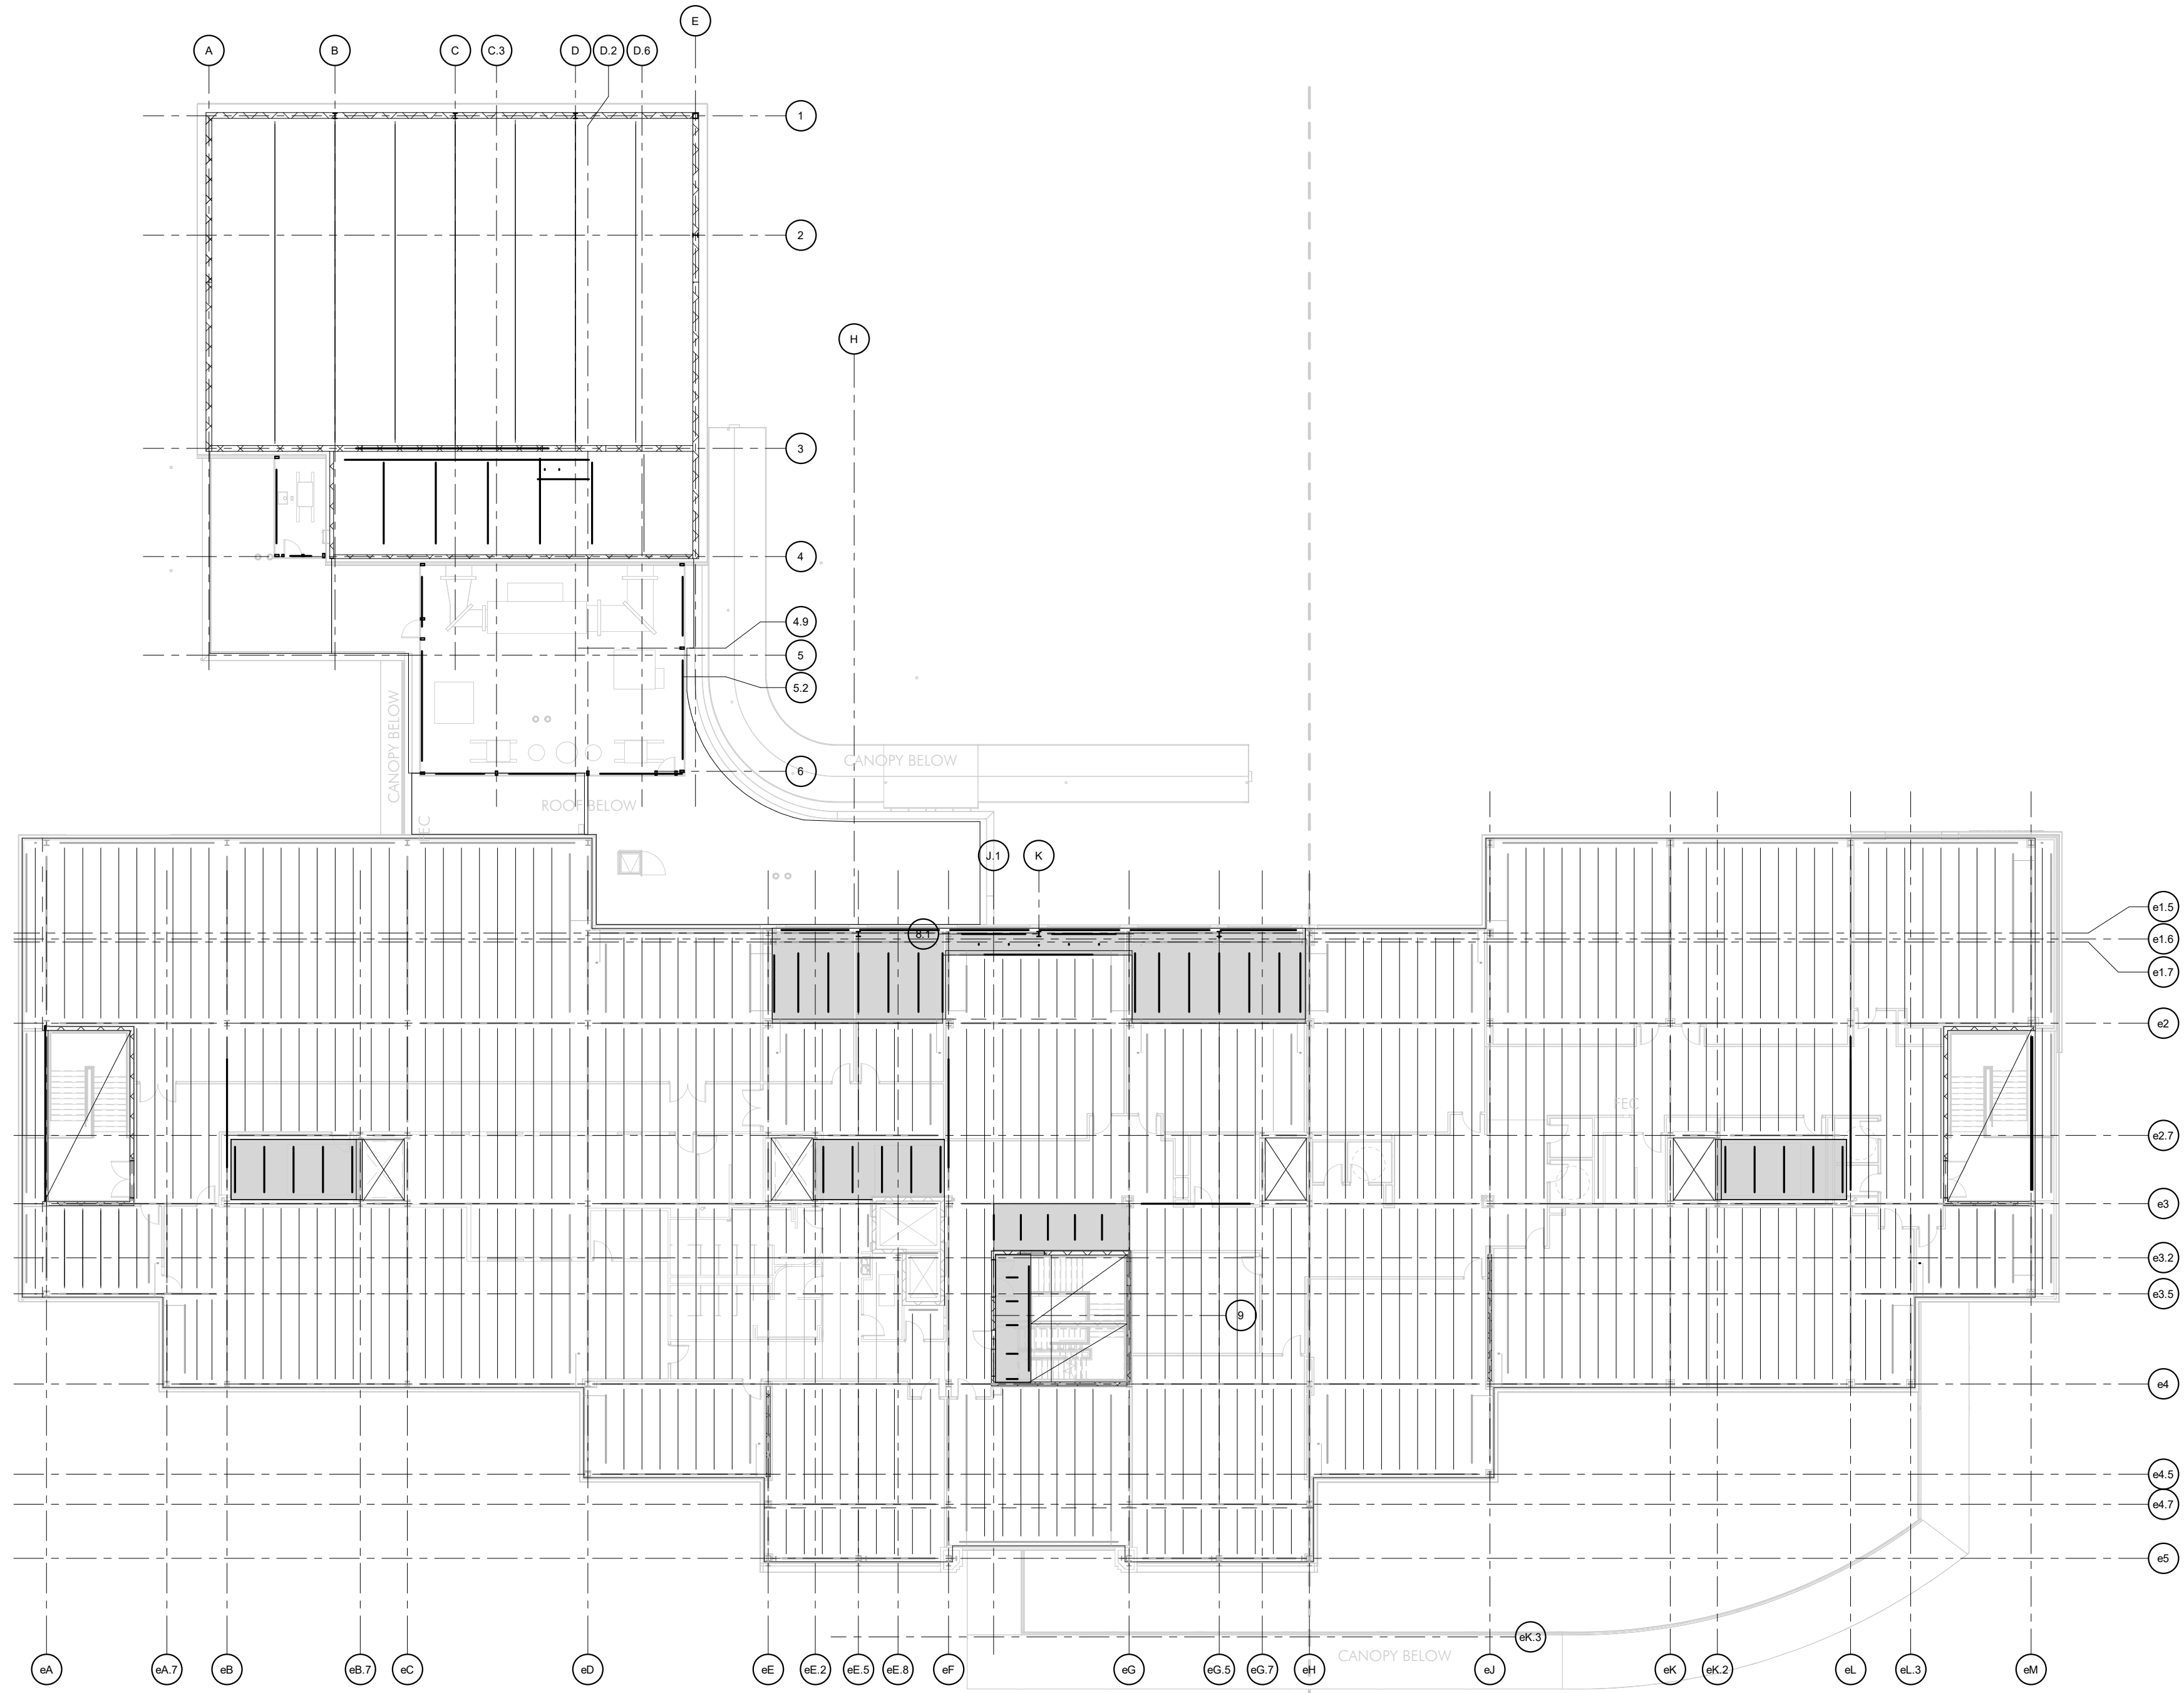 E
A
B
C
C.3
D
D.2
D.6
1
2
H
3
4
4.9
5
5.2
CANOPY BELOW
CANOPY BELOW
6
ROOF BELOW
J.1
K
e1.5
8.1
e1.6
e1.7
e2
FEC
e2.7
e3
e3.2
e3.5
9
e4
e4.5
e4.7
e5
eK.3
CANOPY BELOW
eA
eA.7
eB
eB.7
eC
eD
eE
eE.2
eE.5
eE.8
eF
eG
eG.5
eG.7
eH
eJ
eK
eK.2
eL
eL.3
eM